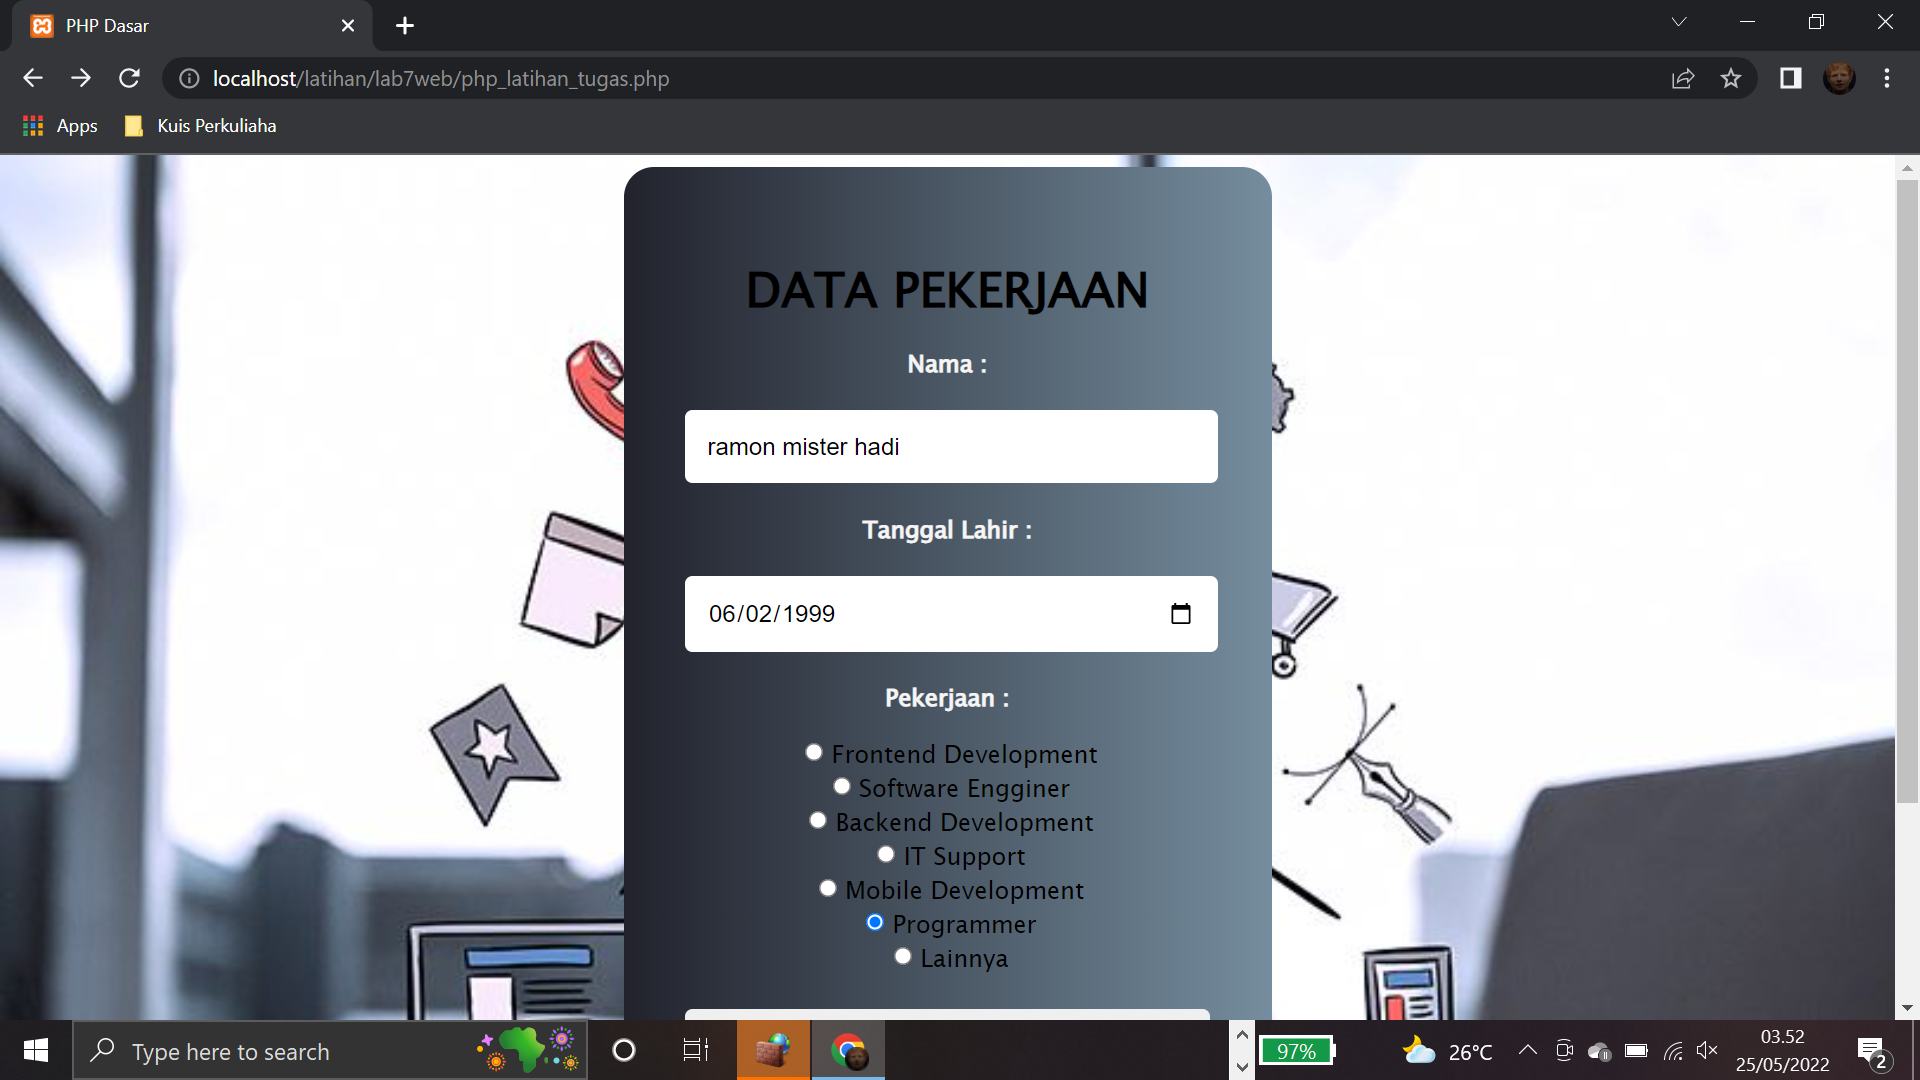 PHP Dasar
localhost/latihan/lab7web/php_latihan_tugas.php
Apps
Kuis Perkuliaha
DATA PEKERJAAN
Nama :
ramon mister hadi
Tanggal Lahir :
06/02/1999
Pekerjaan :
Frontend Development
Software Engginer
Backend Development
IT Support
Mobile Development
Programmer
Lainnya
Type here to search
97%
26°C
03.52
25/05/2022
2